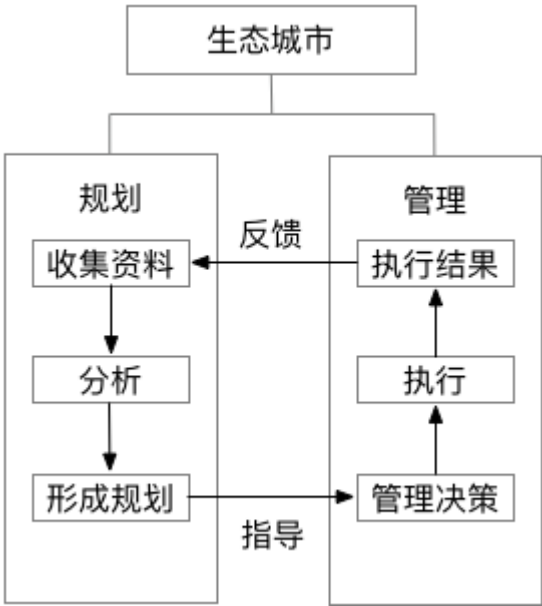 生态城市
规划
管理
反馈
收集资料
执行结果
分析
执行
形成规划
管理决策
指导